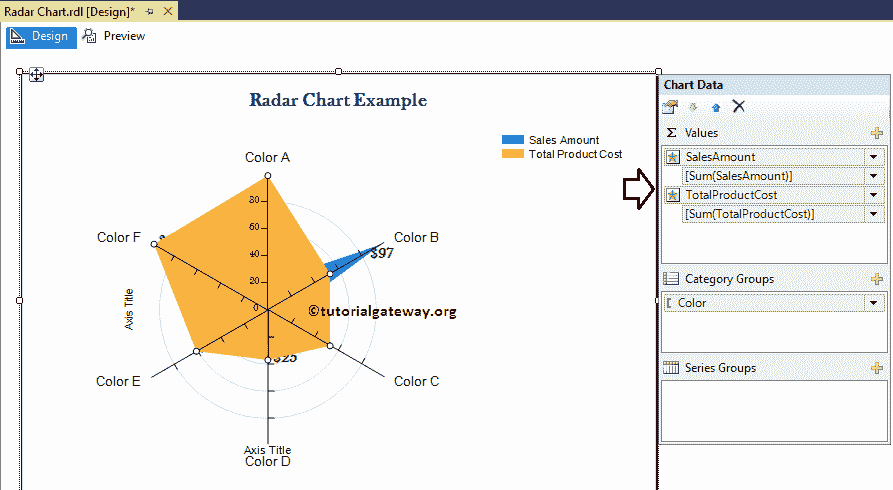 Radar Chart.rdl [Design]*
Design
Preview
Radar Chart Example
Sales Amount
Total Product Cost
Color A
Color B
Color C
Color D
Color E
Color F
80
60
40
20
0
$97
$25
Axis Title
Axis Title
©tutorialgateway.org
Chart Data
Σ Values
SalesAmount
[Sum(SalesAmount)]
TotalProductCost
[Sum(TotalProductCost)]
Category Groups
Color
Series Groups